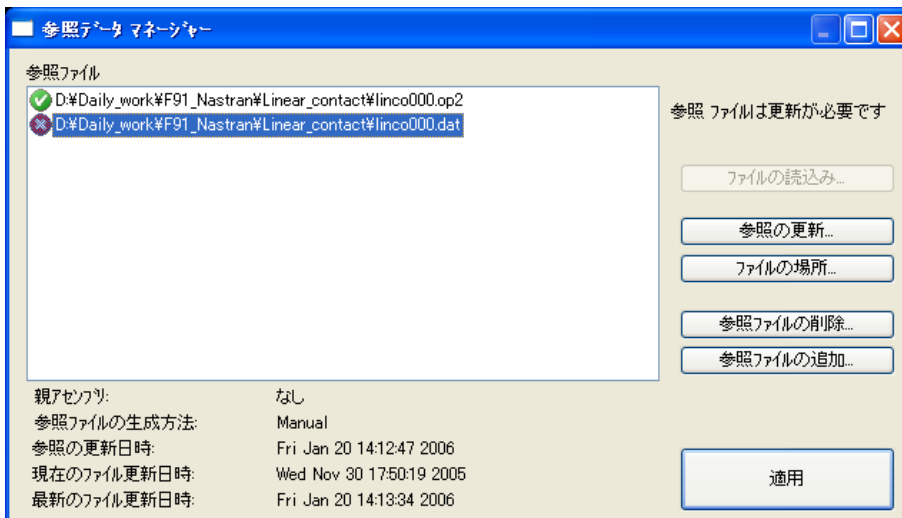 参照データ マネージャー
参照ファイル
D:¥Daily_work¥F91_Nastran¥Linear_contact¥linco000.op2
D:¥Daily_work¥F91_Nastran¥Linear_contact¥linco000.dat
参照 ファイルは更新が必要です
ファイルの読込み...
参照の更新...
ファイルの場所...
参照ファイルの削除...
参照ファイルの追加...
親アセンブリ: なし
参照ファイルの生成方法: Manual
参照の更新日時: Fri Jan 20 14:12:47 2006
現在のファイル更新日時: Wed Nov 30 17:50:19 2005
最新のファイル更新日時: Fri Jan 20 14:13:34 2006
適用